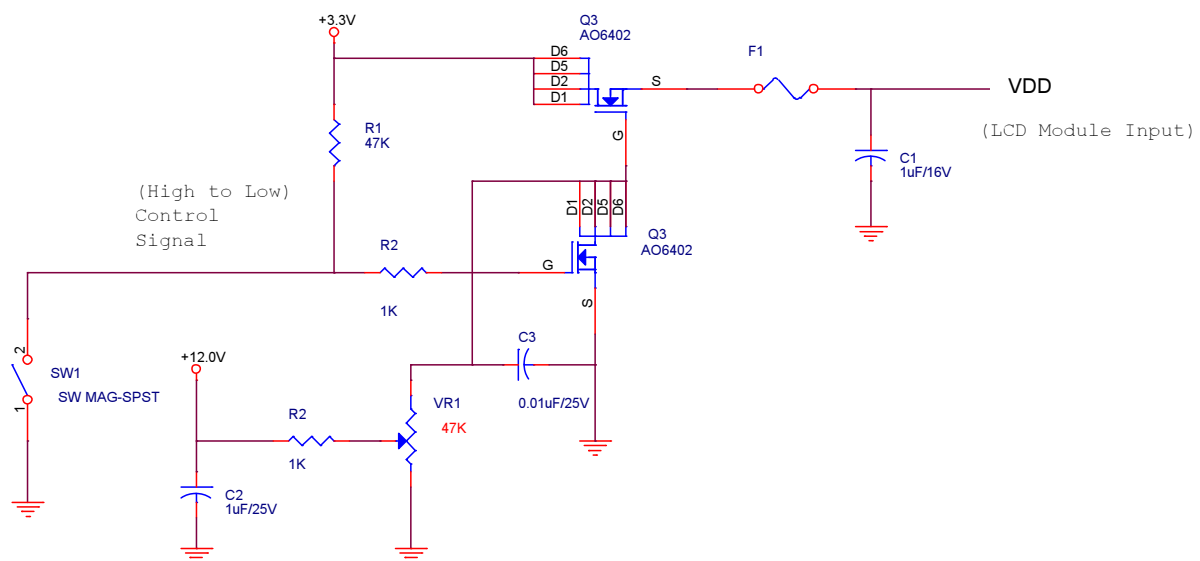 +3.3V
Q3
AO6402
D6
D5
D2
D1
S
G
F1
VDD
(LCD Module Input)
R1
47K
C1
1uF/16V
(High to Low)
Control
Signal
D1
D2
D5
D6
Q3
AO6402
R2
1K
G
S
2
1
SW1
SW MAG-SPST
+12.0V
C3
0.01uF/25V
R2
1K
VR1
47K
C2
1uF/25V